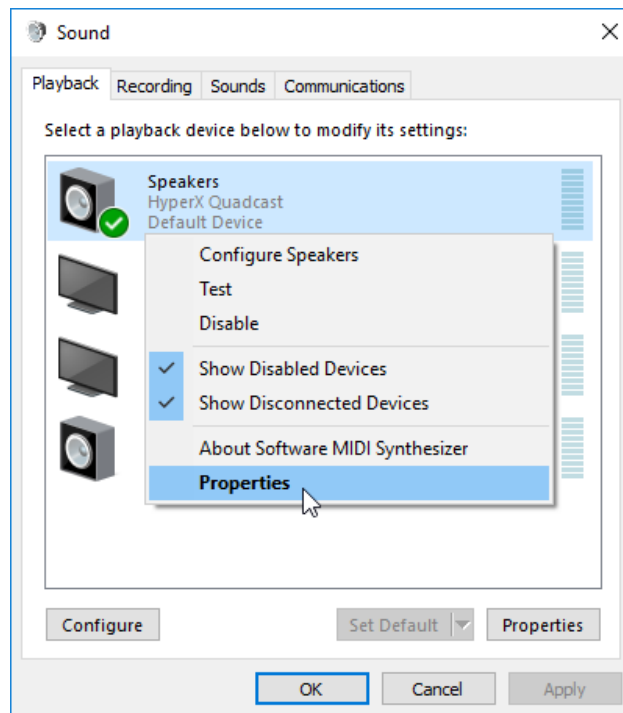 Sound
Playback Recording Sounds Communications
Select a playback device below to modify its settings:
Speakers
HyperX Quadcast
Default Device
Configure Speakers
Test
Disable
Show Disabled Devices
Show Disconnected Devices
About Software MIDI Synthesizer
Properties
Configure Set Default Properties
OK Cancel Apply